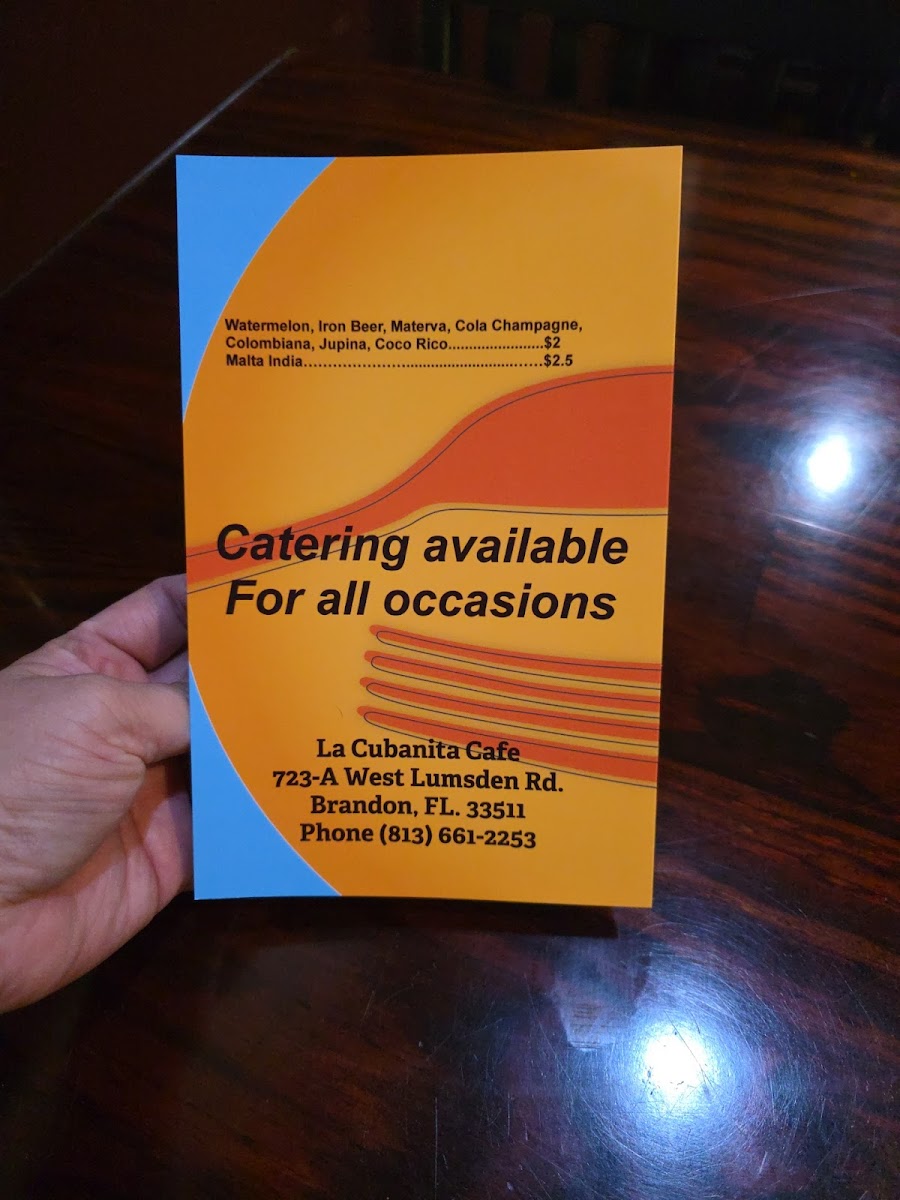 Watermelon, Iron Beer, Materva, Cola Champagne,
Colombiana, Jupina, Coco Rico.......................$2
Malta India…………………............................……$2.5
Catering available
For all occasions
La Cubanita Cafe
723-A West Lumsden Rd.
Brandon, FL. 33511
Phone (813) 661-2253